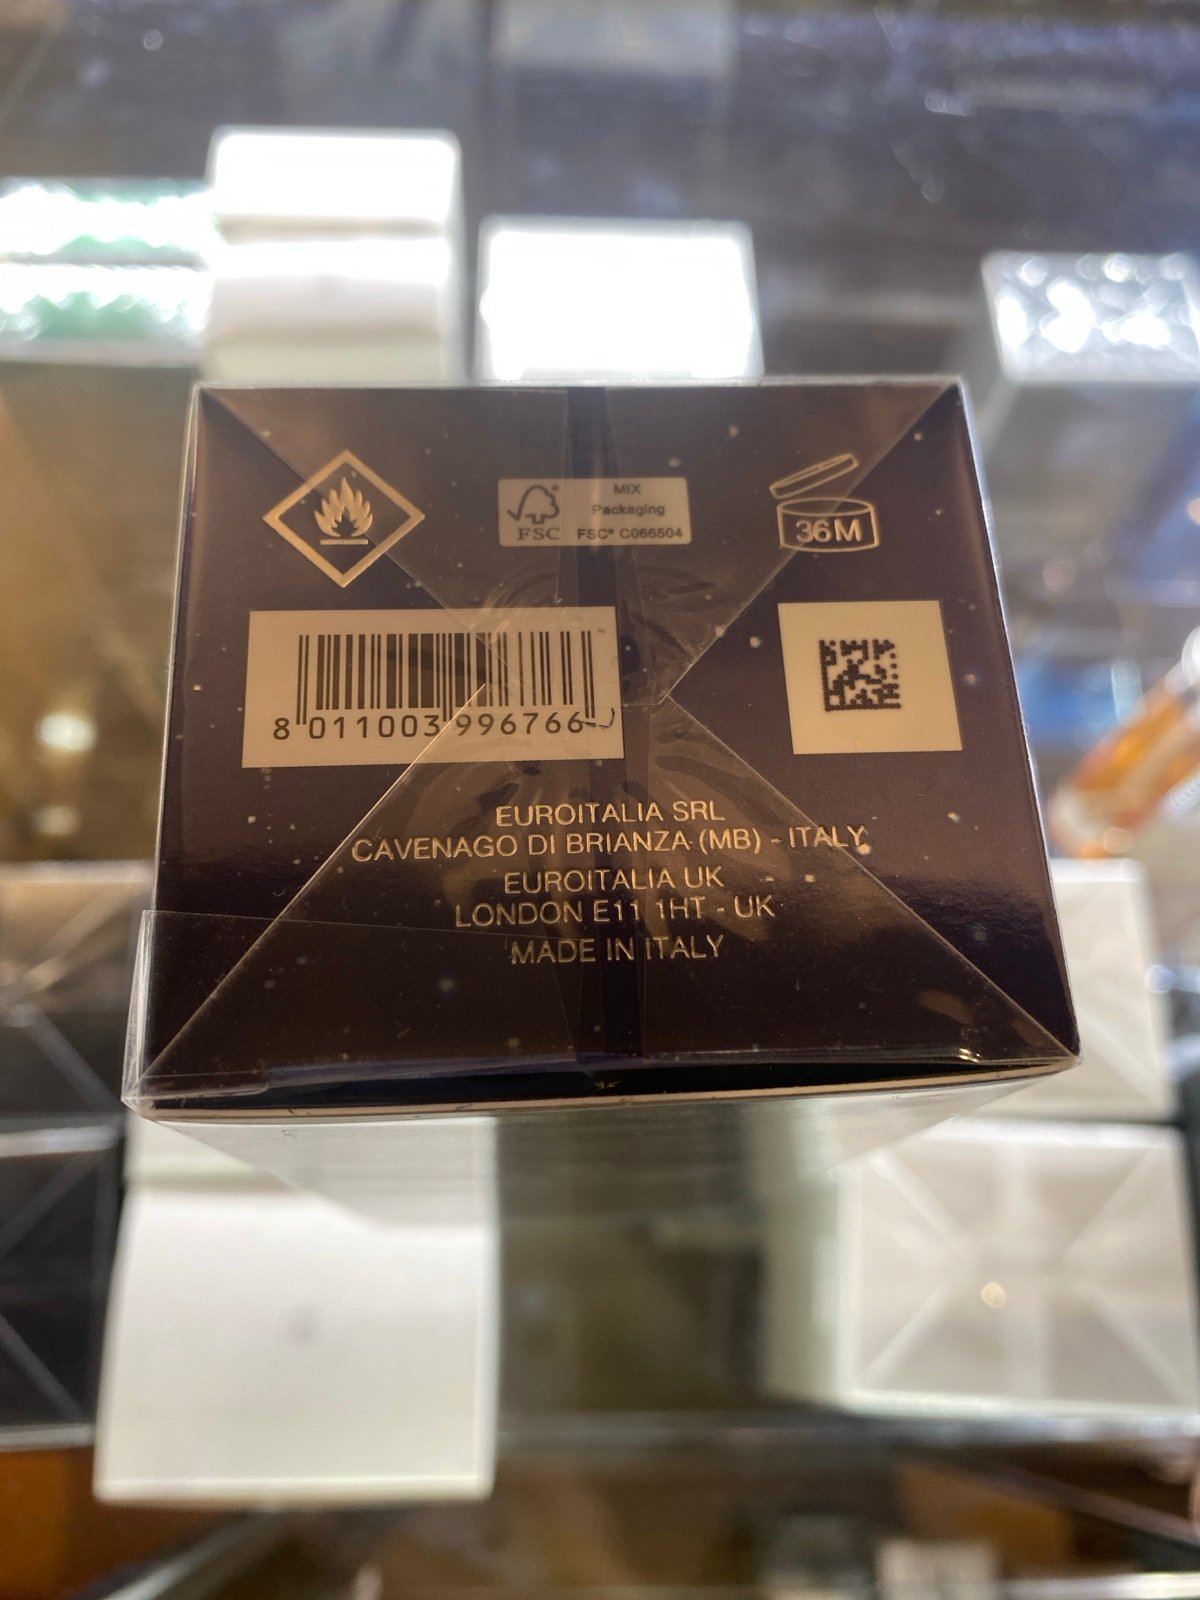 MIX
Packaging
FSC FSC® C066504
36M
8 011003 996766
EUROITALIA SRL
CAVENAGO DI BRIANZA (MB) - ITALY
EUROITALIA UK
LONDON E11 1HT - UK
MADE IN ITALY